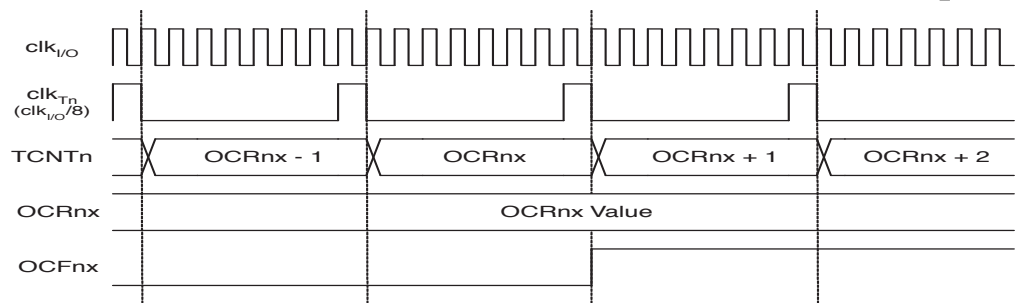 clkI/O
clkTn
(clkI/O/8)
TCNTn OCRnx - 1 OCRnx OCRnx + 1 OCRnx + 2
OCRnx OCRnx Value
OCFnx